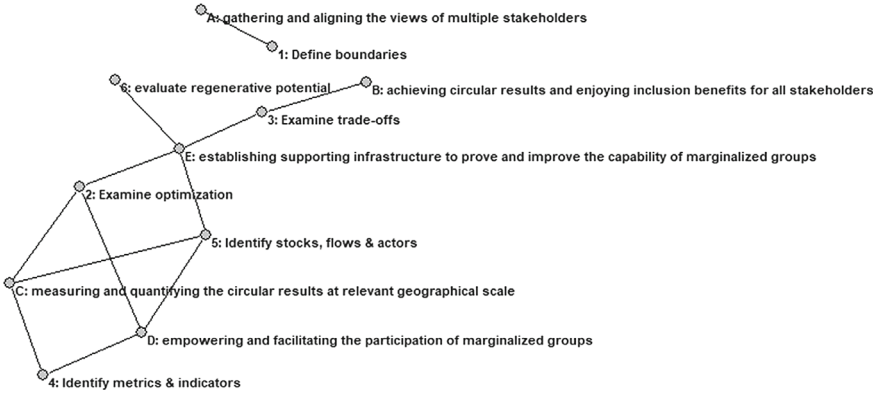 A: gathering and aligning the views of multiple stakeholders
1: Define boundaries
6: evaluate regenerative potential
B: achieving circular results and enjoying inclusion benefits for all stakeholders
3: Examine trade-offs
E: establishing supporting infrastructure to prove and improve the capability of marginalized groups
2: Examine optimization
5: Identify stocks, flows & actors
C: measuring and quantifying the circular results at relevant geographical scale
D: empowering and facilitating the participation of marginalized groups
4: Identify metrics & indicators